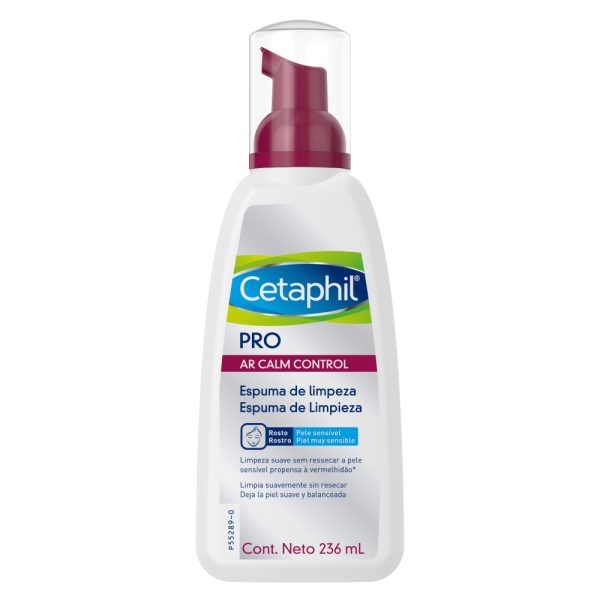 Cetaphil®
PRO
AR CALM CONTROL
Espuma de limpeza
Espuma de Limpieza
Rosto Pele sensível
Rostro Piel muy sensible
Limpeza suave sem ressecar a pele
sensível propensa à vermelhidão*
Limpia suavemente sin resecar
Deja la piel suave y balanceada
P55289-0
Cont. Neto 236 mL